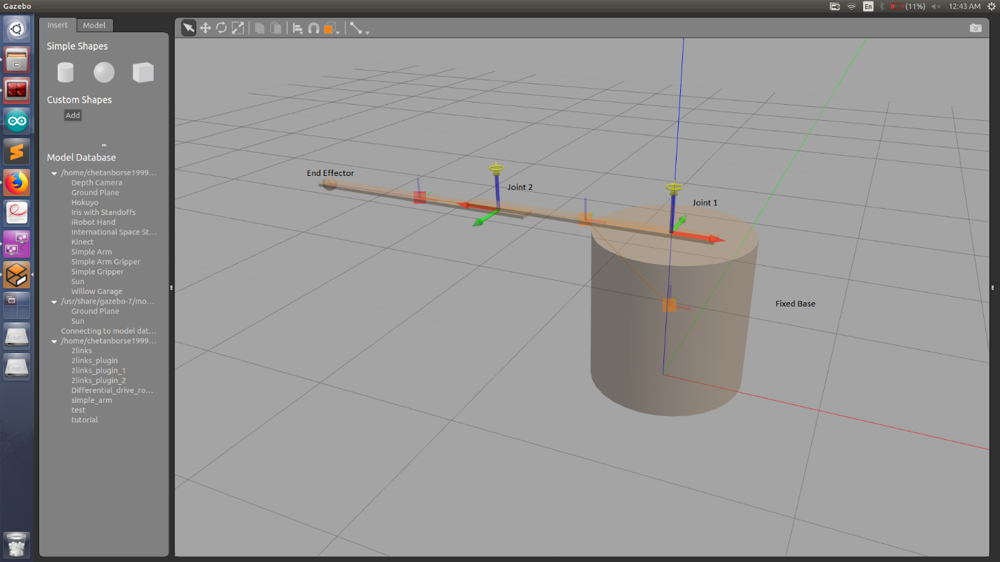 Gazebo
En
(11%)
12:43 AM
Insert
Model
Simple Shapes
Custom Shapes
Add
Model Database
/home/chetanborse1999...
Depth Camera
Ground Plane
Hokuyo
Iris with Standoffs
iRobot Hand
International Space St...
Kinect
Simple Arm
Simple Arm Gripper
Simple Gripper
Sun
Willow Garage
/usr/share/gazebo-7/mo...
Ground Plane
Sun
Connecting to model dat...
/home/chetanborse1999...
2links
2links_plugin
2links_plugin_1
2links_plugin_2
Differential_drive_ro...
simple_arm
test
tutorial
End Effector
Joint 2
Joint 1
Fixed Base